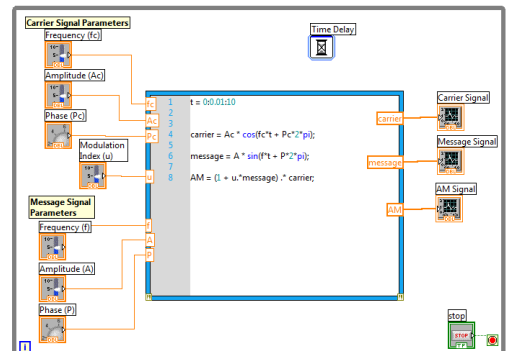 Carrier Signal Parameters
Frequency (fc)
Time Delay
Amplitude (Ac)
Phase (Pc)
Modulation
Index (u)
fc
Ac
Pc
u
1 t = 0:0.01:10
2
3
4 carrier = Ac * cos(fc*t + Pc*2*pi);
5
6 message = A * sin(f*t + P*2*pi);
7
8 AM = (1 + u.*message) .* carrier;
carrier
message
AM
Carrier Signal
Message Signal
AM Signal
Message Signal
Parameters
Frequency (f)
Amplitude (A)
Phase (P)
f
A
P
stop
STOP
TF
i